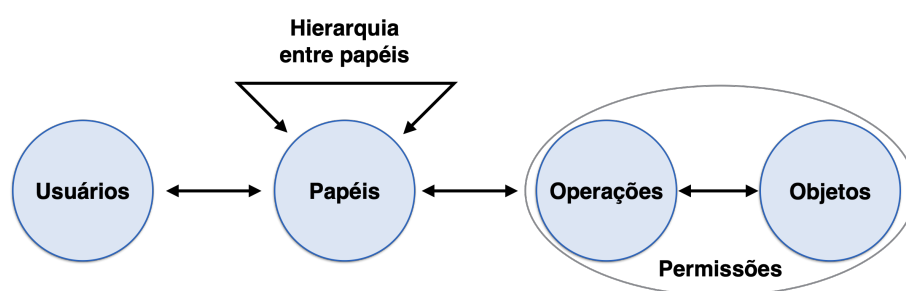 Hierarquia
entre papéis
Usuários
Papéis
Operações
Objetos
Permissões